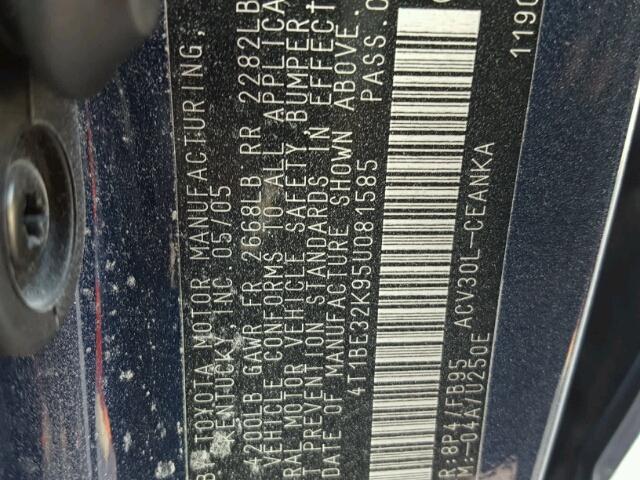 TOYOTA MOTOR MANUFACTURING,
KENTUCKY, INC. 05/05
4200LB GAWR FR 2668LB RR 2282LB
VEHICLE CONFORMS TO ALL APPLICA
RAL MOTOR VEHICLE SAFETY, BUMPER,
T PREVENTION STANDARDS IN EFFECT
DATE OF MANUFACTURE SHOWN ABOVE.
4T1BE32K95U081585 PASS.C
R:8P4/FB95 ACV30L-CEANKA
M:-04A/U250E 1190